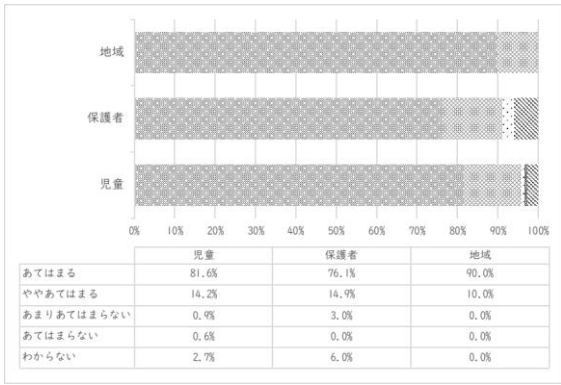 地域
保護者
児童
0% 10% 20% 30% 40% 50% 60% 70% 80% 90% 100%
児童 保護者 地域
あてはまる 81.6% 76.1% 90.0%
ややあてはまる 14.2% 14.9% 10.0%
あまりあてはまらない 0.9% 3.0% 0.0%
あてはまらない 0.6% 0.0% 0.0%
わからない 2.7% 6.0% 0.0%